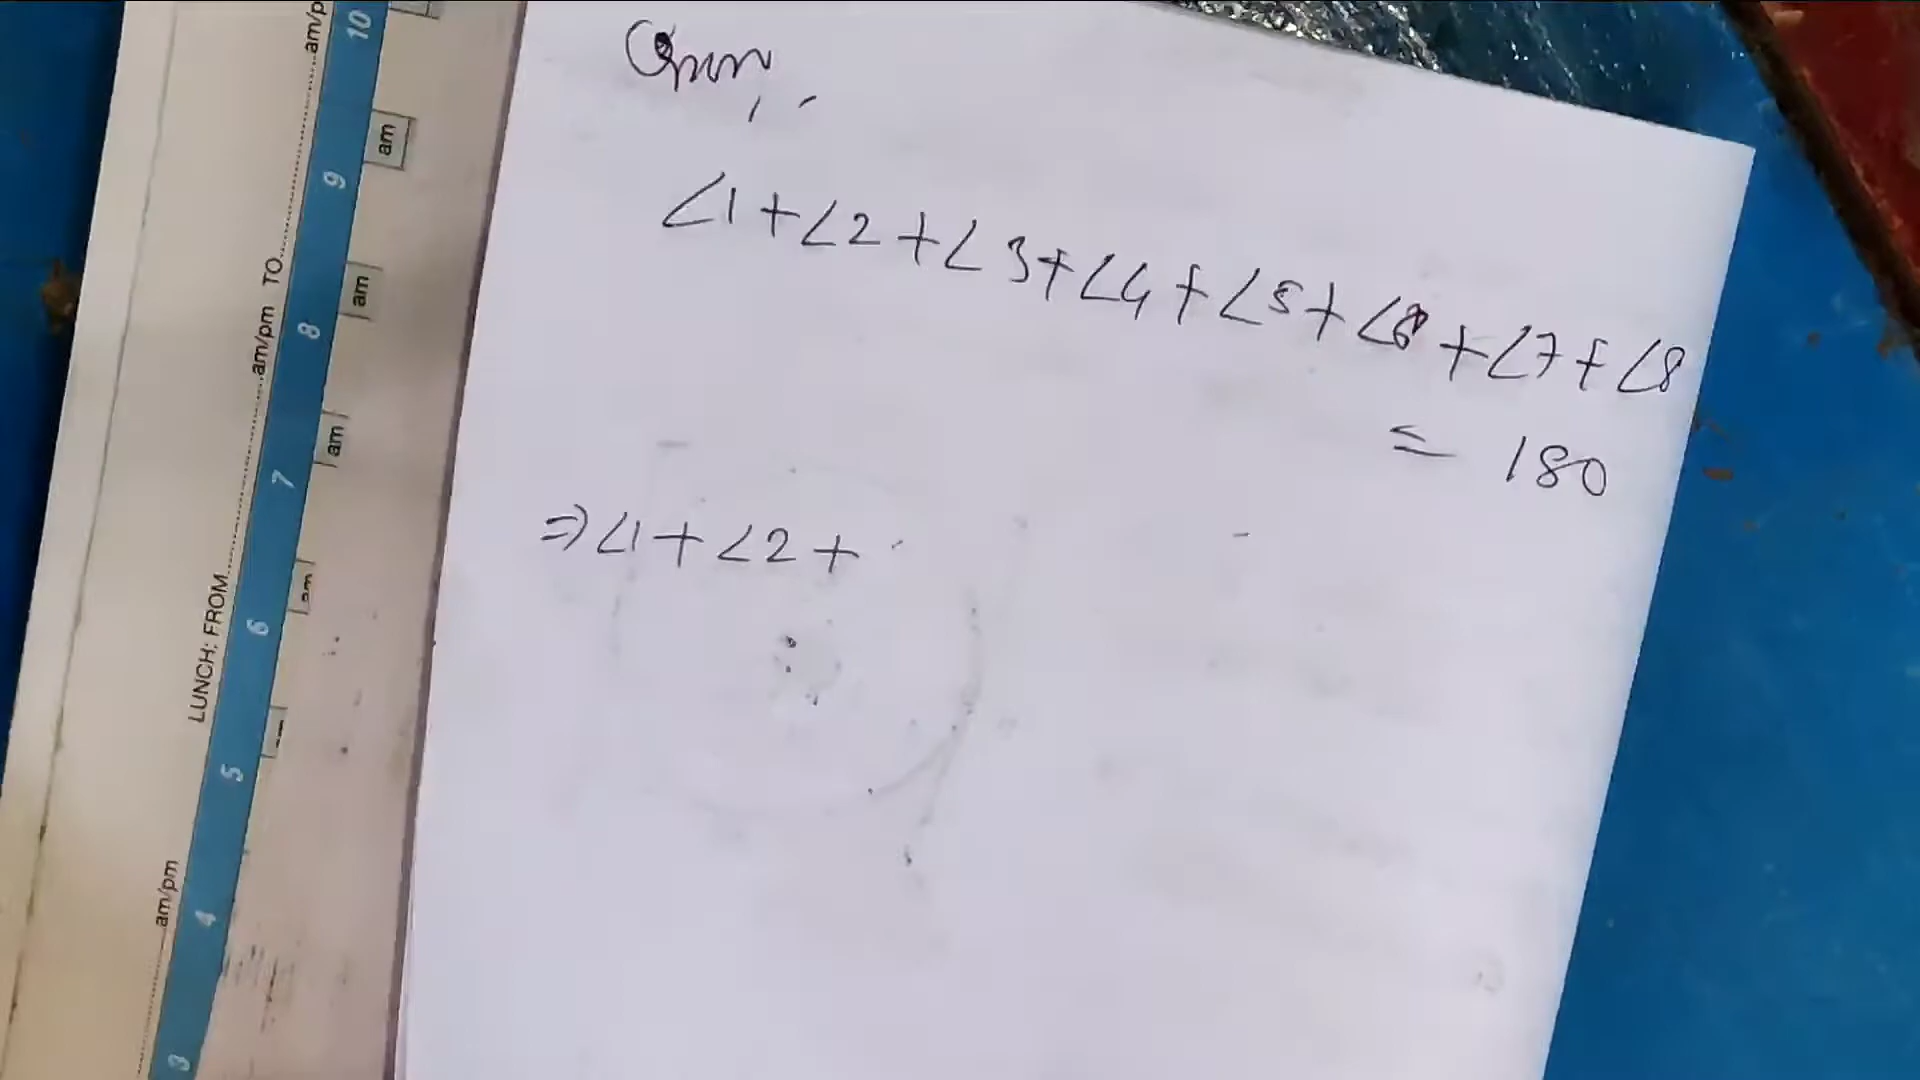 ∠1+∠2+∠3+∠4+∠5+∠6+∠7+∠8
= 180
⇒∠1+∠2+
LUNCH: FROM ........ am/pm TO ........ am/p
am/pm
3 4 5 6 7 8 9 10
am
am
am
am